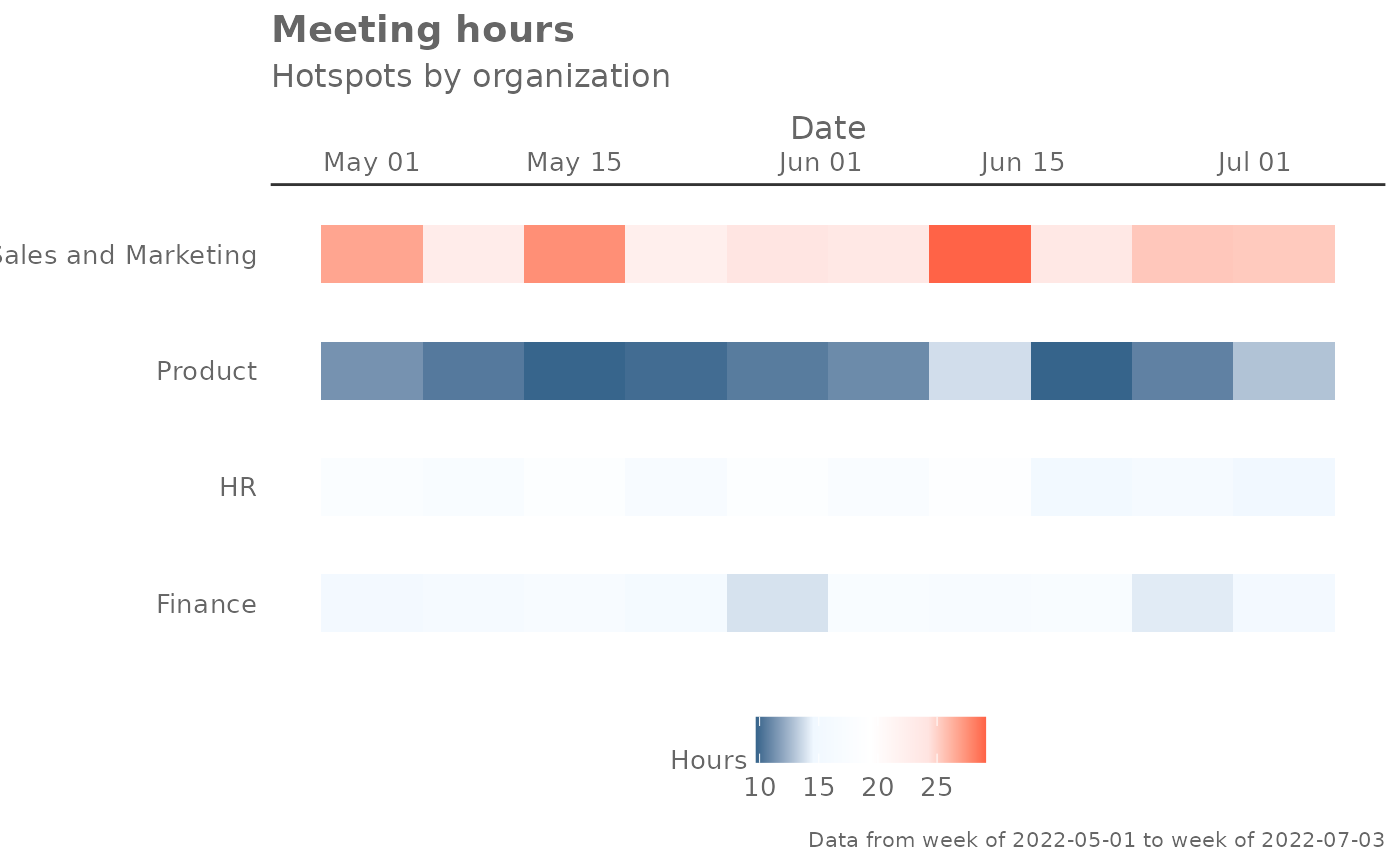 Meeting hours
Hotspots by organization
Date
May 01 May 15 Jun 01 Jun 15 Jul 01
Sales and Marketing
Product
HR
Finance
Hours
10 15 20 25
Data from week of 2022-05-01 to week of 2022-07-03